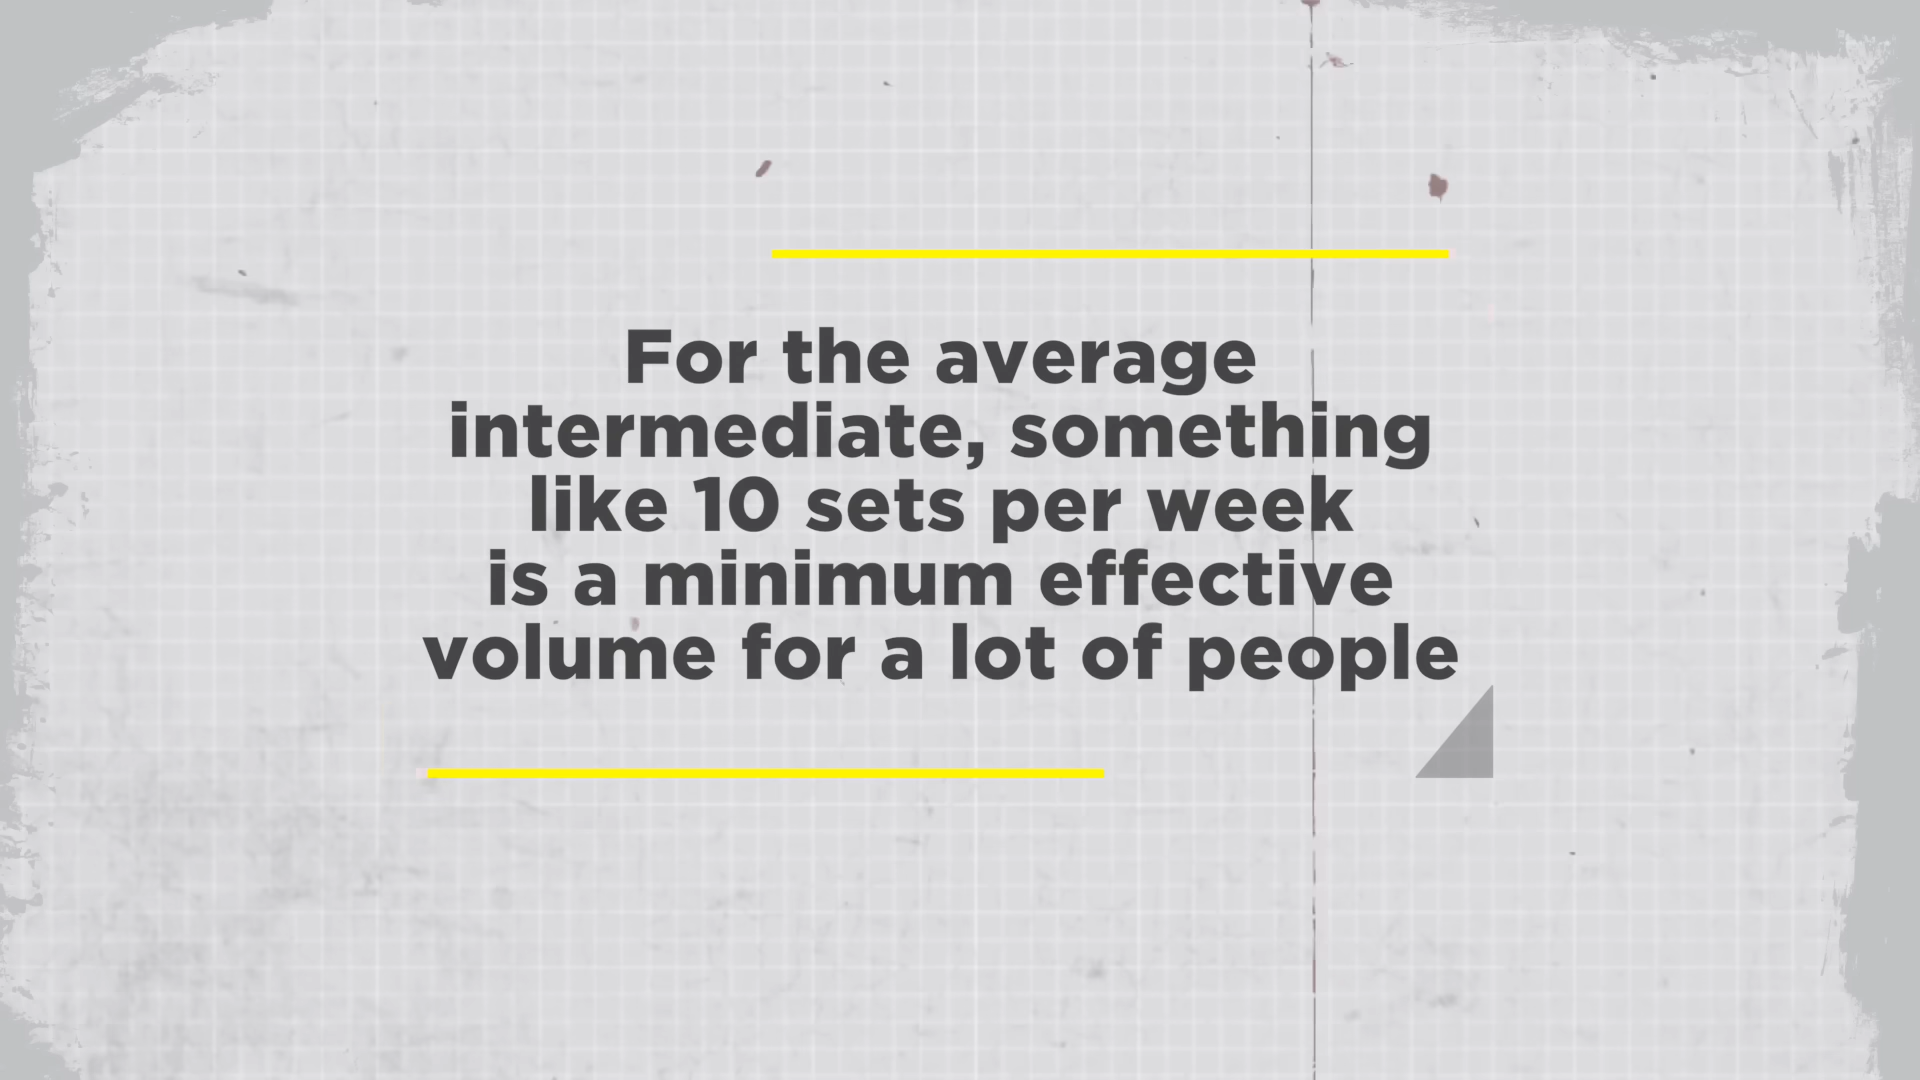 For the average
intermediate, something
like 10 sets per week
is a minimum effective
volume for a lot of people